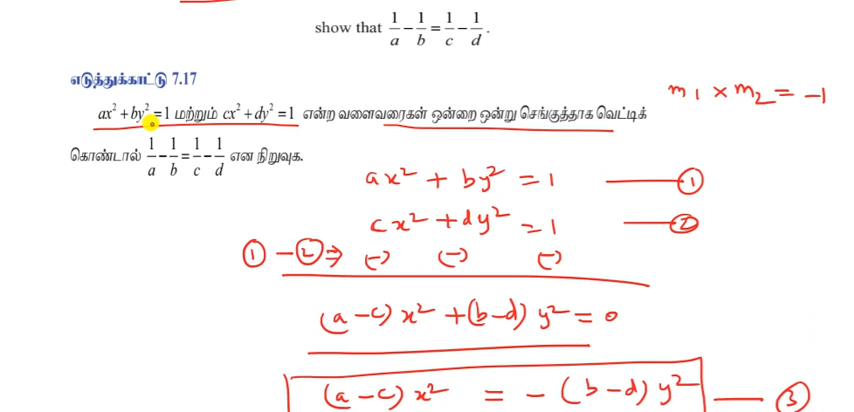 show that 1/a − 1/b = 1/c − 1/d .
எடுத்துக்காட்டு 7.17
ax² + by² = 1 மற்றும் cx² + dy² = 1 என்ற வளைவரைகள் ஒன்றை ஒன்று செங்குத்தாக வெட்டிக்
கொண்டால் 1/a − 1/b = 1/c − 1/d என நிறுவுக.
m₁ × m₂ = −1
ax² + by² = 1 —— ①
cx² + dy² = 1 —— ②
① − ② ⇒ (−) (−) (−)
(a−c) x² + (b−d) y² = 0
(a−c) x² = − (b−d) y² —— ③